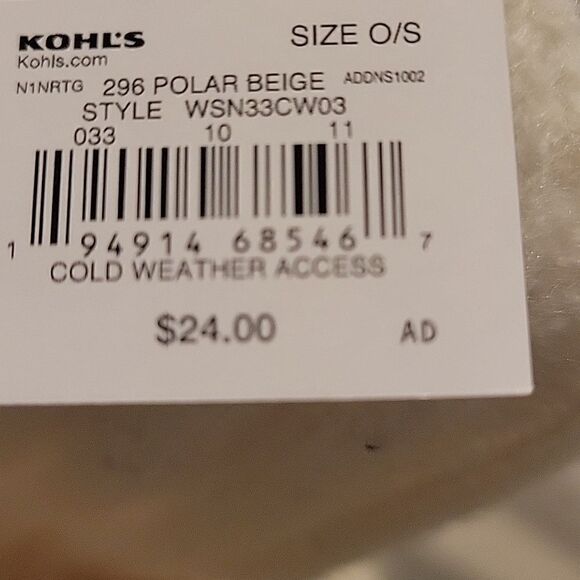 KOHL'S SIZE O/S
Kohls.com
N1NRTG 296 POLAR BEIGE ADDNS1002
STYLE WSN33CW03
033 10 11
1 94914 68546 7
COLD WEATHER ACCESS
$24.00 AD